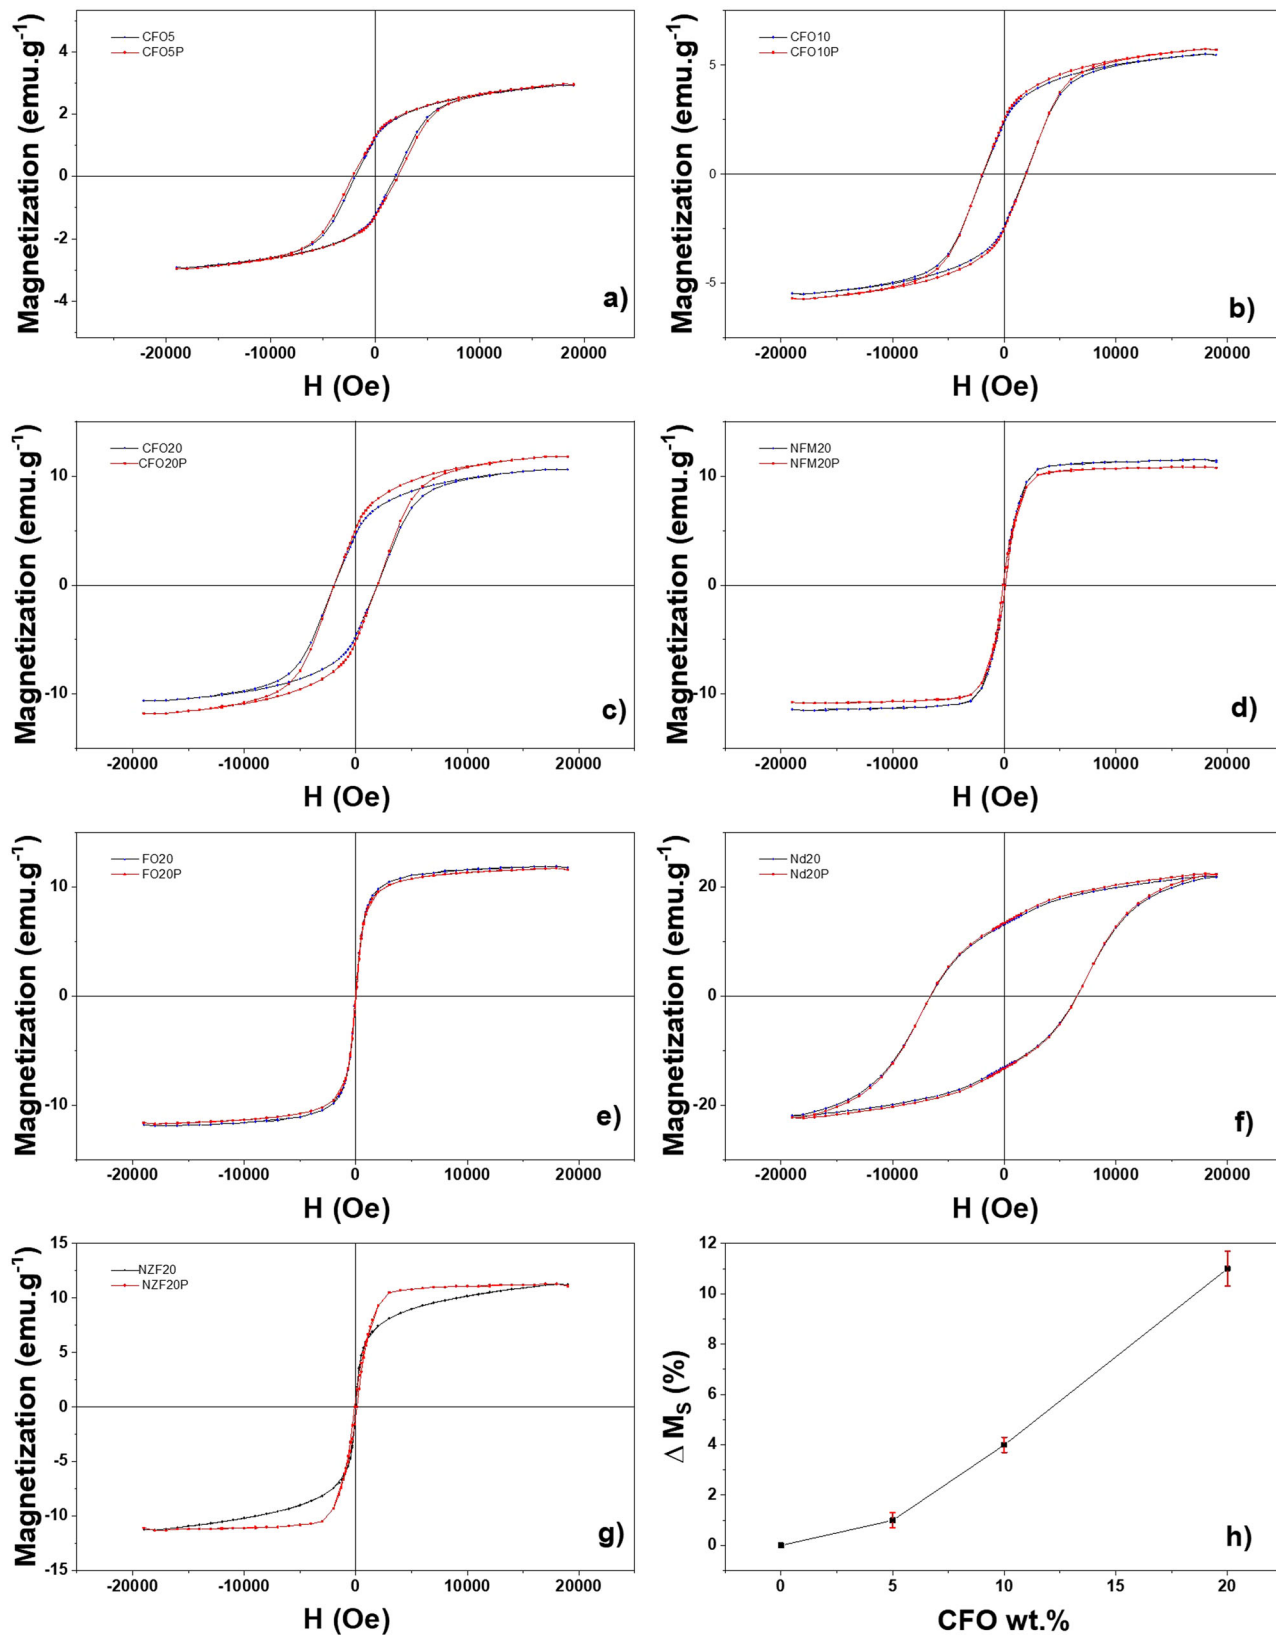 CFO5
CFO5P
4
2
0
-2
-4
Magnetization (emu.g-1)
a)
-20000 -10000 0 10000 20000
H (Oe)
CFO10
CFO10P
5
0
-5
Magnetization (emu.g-1)
b)
-20000 -10000 0 10000 20000
H (Oe)
CFO20
CFO20P
10
0
-10
Magnetization (emu.g-1)
c)
-20000 -10000 0 10000 20000
H (Oe)
NFM20
NFM20P
10
0
-10
Magnetization (emu.g-1)
d)
-20000 -10000 0 10000 20000
H (Oe)
FO20
FO20P
10
0
-10
Magnetization (emu.g-1)
e)
-20000 -10000 0 10000 20000
H (Oe)
Nd20
Nd20P
20
0
-20
Magnetization (emu.g-1)
f)
-20000 -10000 0 10000 20000
H (Oe)
NZF20
NZF20P
15
10
5
0
-5
-10
-15
Magnetization (emu.g-1)
g)
-20000 -10000 0 10000 20000
H (Oe)
12
10
8
6
4
2
0
Δ MS (%)
h)
0 5 10 20
CFO wt.%